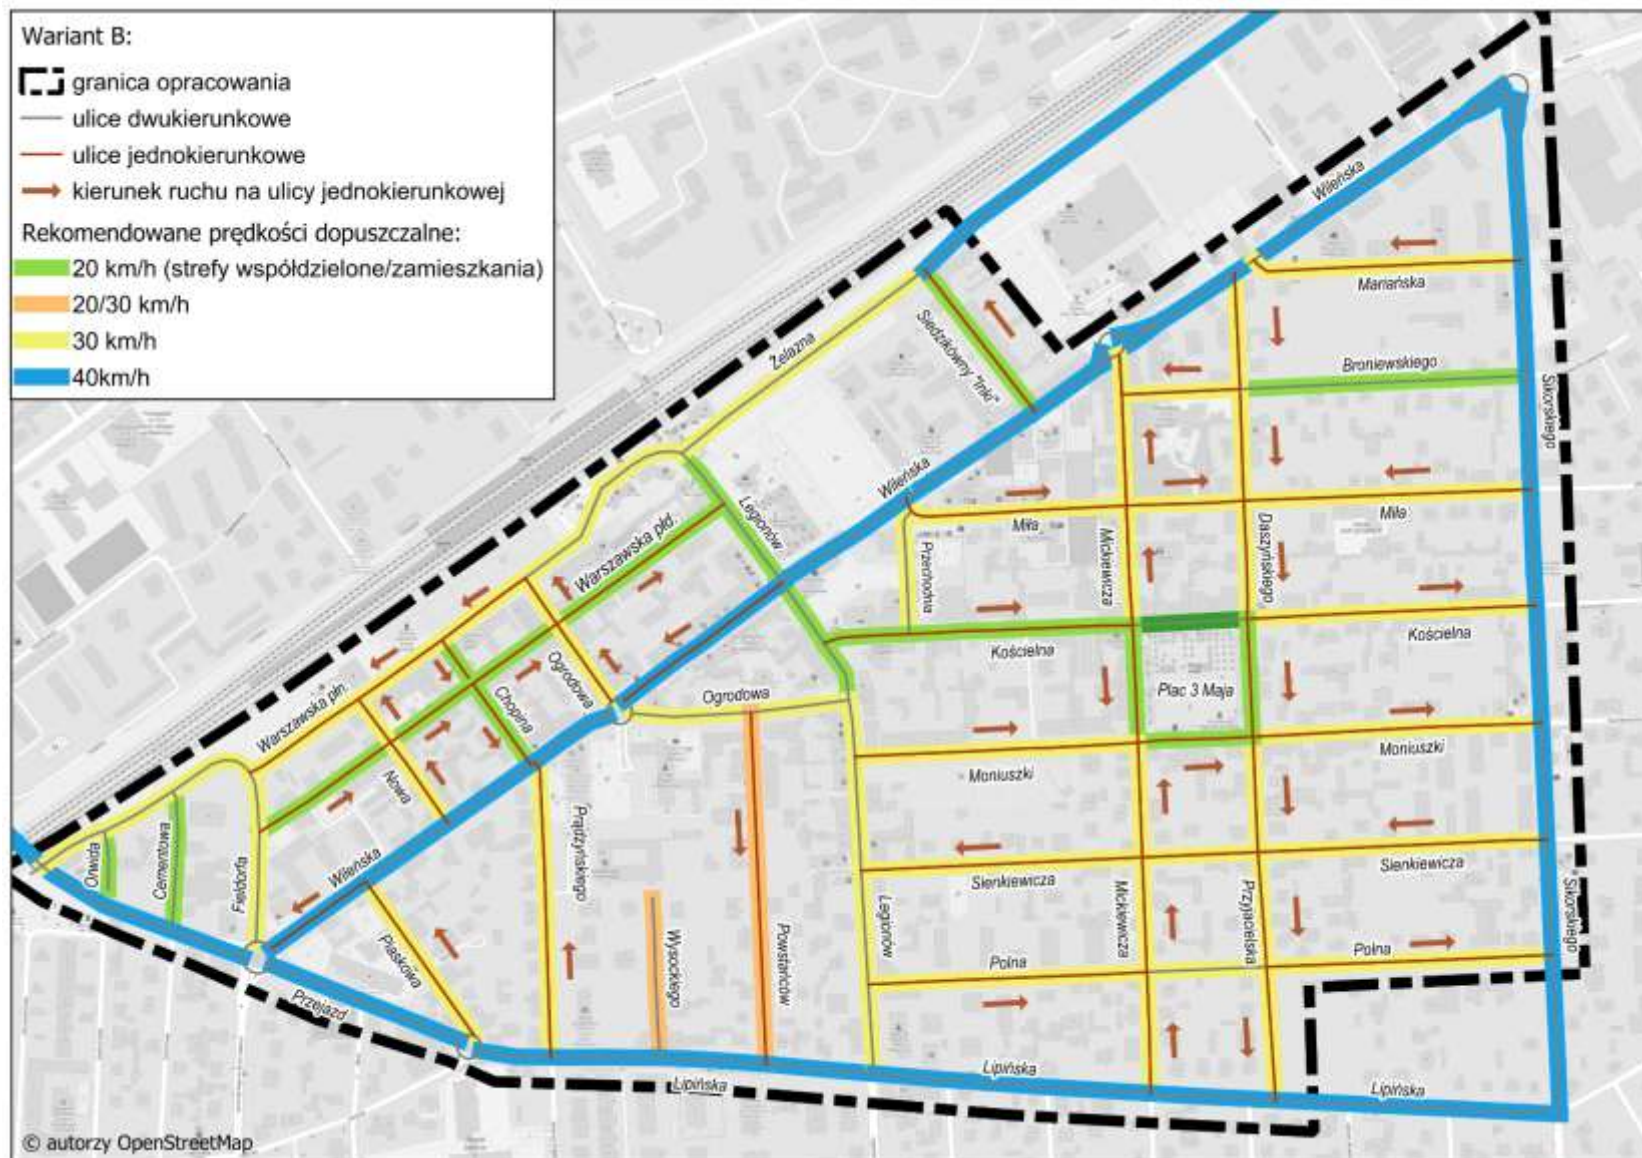 Wariant B:
granica opracowania
ulice dwukierunkowe
ulice jednokierunkowe
kierunek ruchu na ulicy jednokierunkowej
Rekomendowane prędkości dopuszczalne:
20 km/h (strefy współdzielone/zamieszkania)
20/30 km/h
30 km/h
40km/h
Wileńska
Mariańska
Siedzikówny "Inki"
Żelazna
Broniewskiego
Sikorskiego
Wileńska
Legionów
Warszawska płd.
Miła
Miła
Mickiewicza
Daszyńskiego
Przechodnia
Kościelna
Kościelna
Ogrodowa
Ogrodowa
Plac 3 Maja
Warszawska płn.
Chopina
Nowa
Moniuszki
Moniuszki
Prądzyńskiego
Orwida
Cementowa
Fieldorfa
Wileńska
Sienkiewicza
Sienkiewicza
Piaskowa
Wysockiego
Powstańców
Legionów
Mickiewicza
Przyjacielska
Sikorskiego
Polna
Polna
Przejazd
Lipińska
Lipińska
Lipińska
© autorzy OpenStreetMap